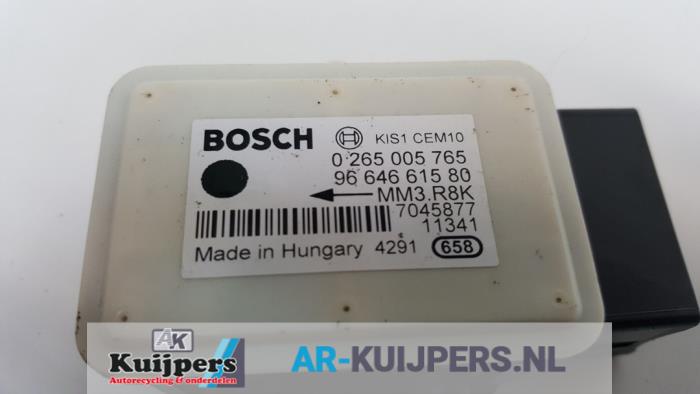 BOSCH KIS1 CEM10
0 265 005 765
96 646 615 80
MM3.R8K
7045877
11341
Made in Hungary 4291 658
AK
Kuijpers
Autorecycling & onderdelen
AR-KUIJPERS.NL